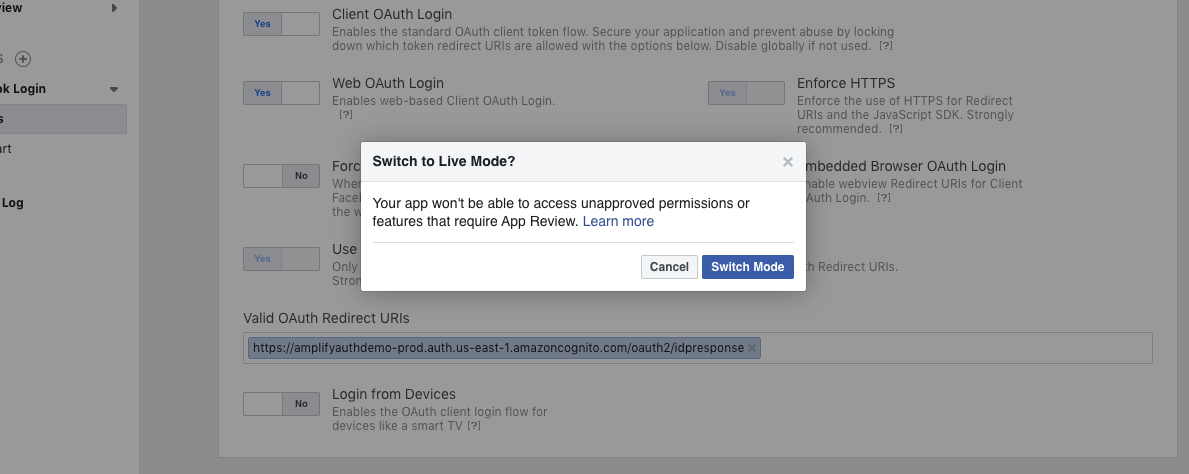 view
Client OAuth Login
Yes
Enables the standard OAuth client token flow. Secure your application and prevent abuse by locking
down which token redirect URIs are allowed with the options below. Disable globally if not used. [?]
S
ok Login
Web OAuth Login
Yes
Enables web-based Client OAuth Login.
[?]
Enforce HTTPS
Yes
Enforce the use of HTTPS for Redirect
URIs and the JavaScript SDK. Strongly
recommended. [?]
s
art
Log
Switch to Live Mode?
×
Your app won't be able to access unapproved permissions or
features that require App Review. Learn more
Cancel
Switch Mode
Forc
No
When
Faceb
the w
mbedded Browser OAuth Login
nable webview Redirect URIs for Client
Auth Login. [?]
Use
Yes
Only
Stron
h Redirect URIs.
Valid OAuth Redirect URIs
https://amplifyauthdemo-prod.auth.us-east-1.amazoncognito.com/oauth2/idpresponse ×
Login from Devices
No
Enables the OAuth client login flow for
devices like a smart TV [?]